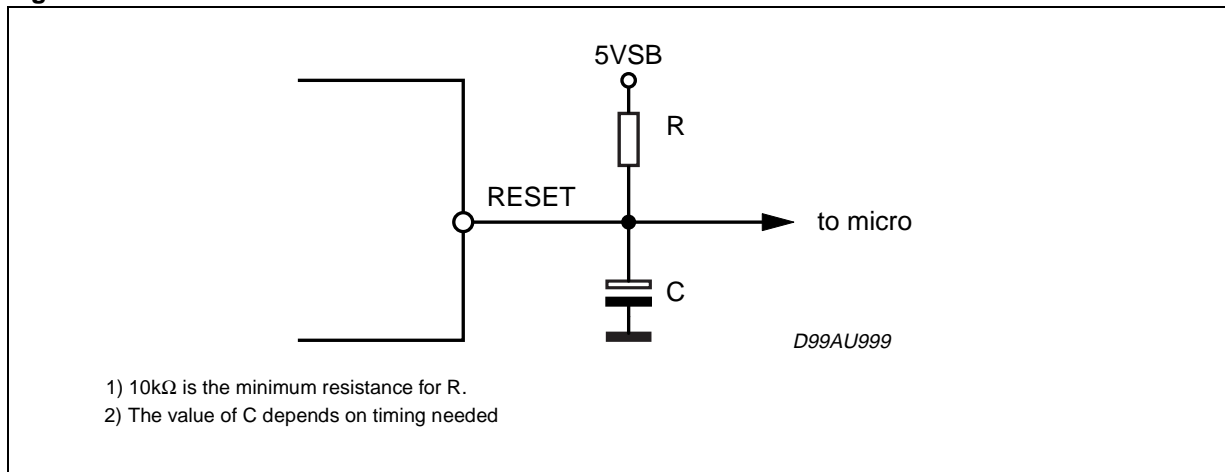 5VSB
R
RESET
to micro
C
D99AU999
1) 10kΩ is the minimum resistance for R.
2) The value of C depends on timing needed